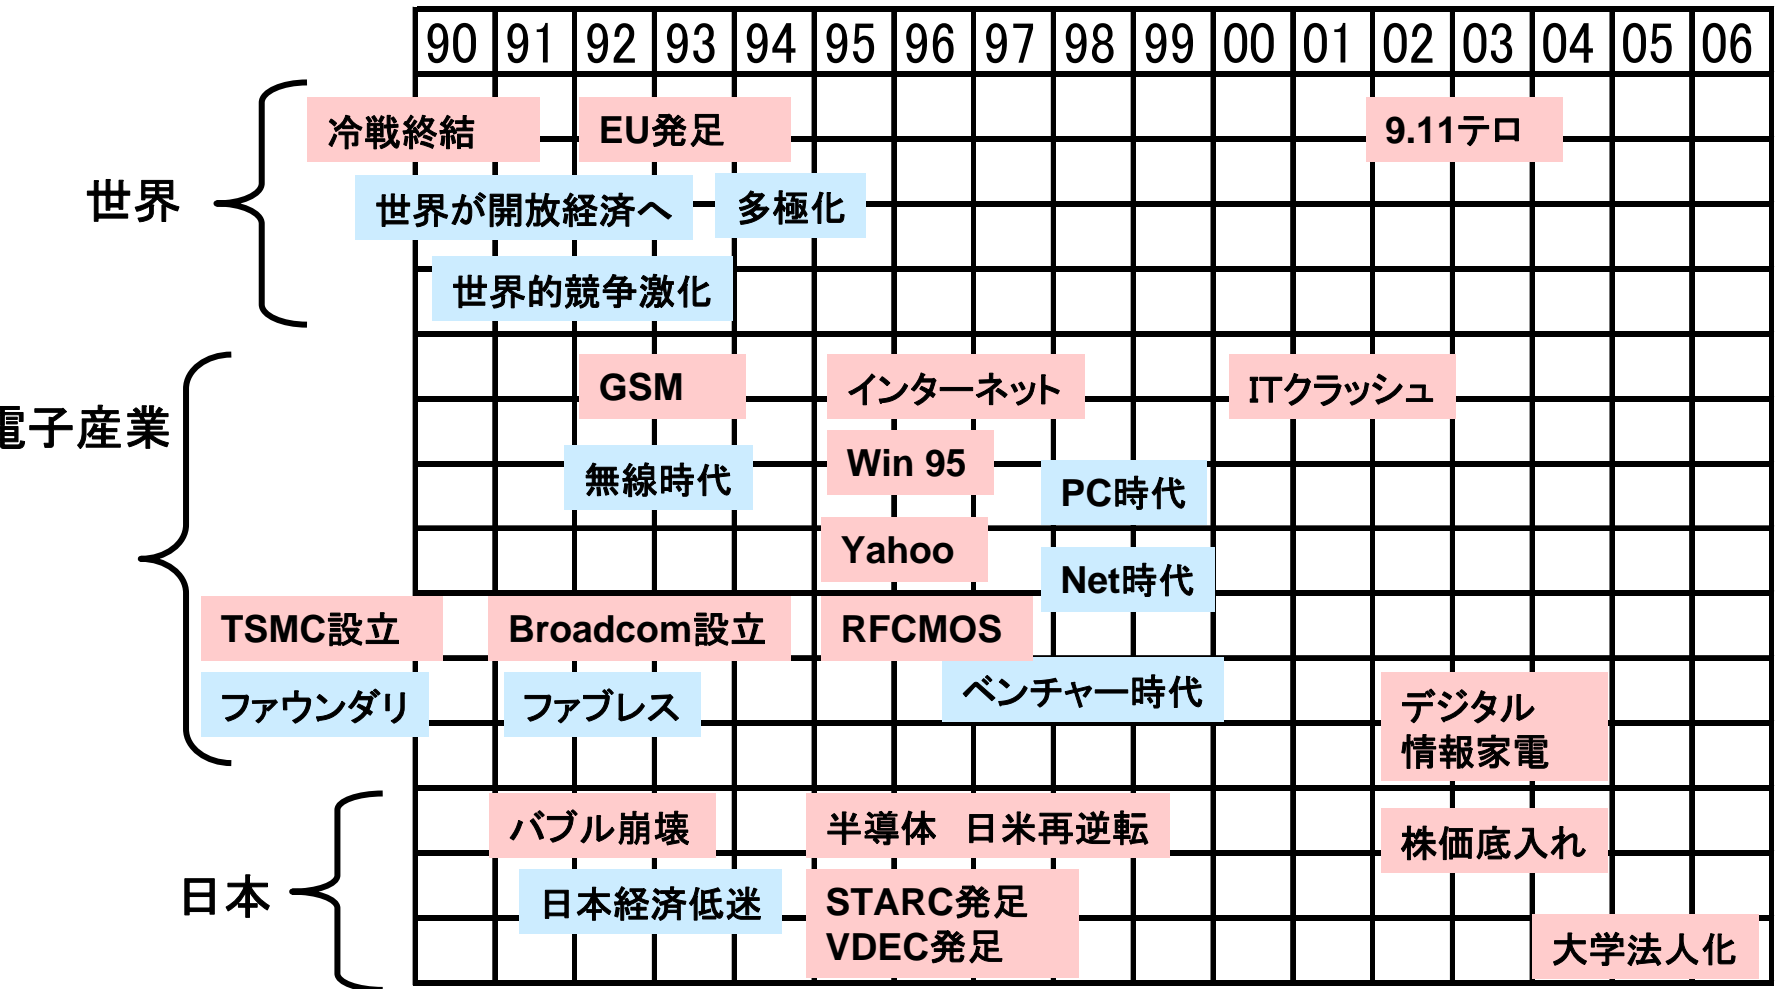 90 91 92 93 94 95 96 97 98 99 00 01 02 03 04 05 06
世界
冷戦終結
EU発足
9.11テロ
世界が開放経済へ
多極化
世界的競争激化
電子産業
GSM
インターネット
ITクラッシュ
無線時代
Win 95
PC時代
Yahoo
Net時代
TSMC設立
Broadcom設立
RFCMOS
ファウンダリ
ファブレス
ベンチャー時代
デジタル
情報家電
日本
バブル崩壊
半導体 日米再逆転
株価底入れ
日本経済低迷
STARC発足
VDEC発足
大学法人化